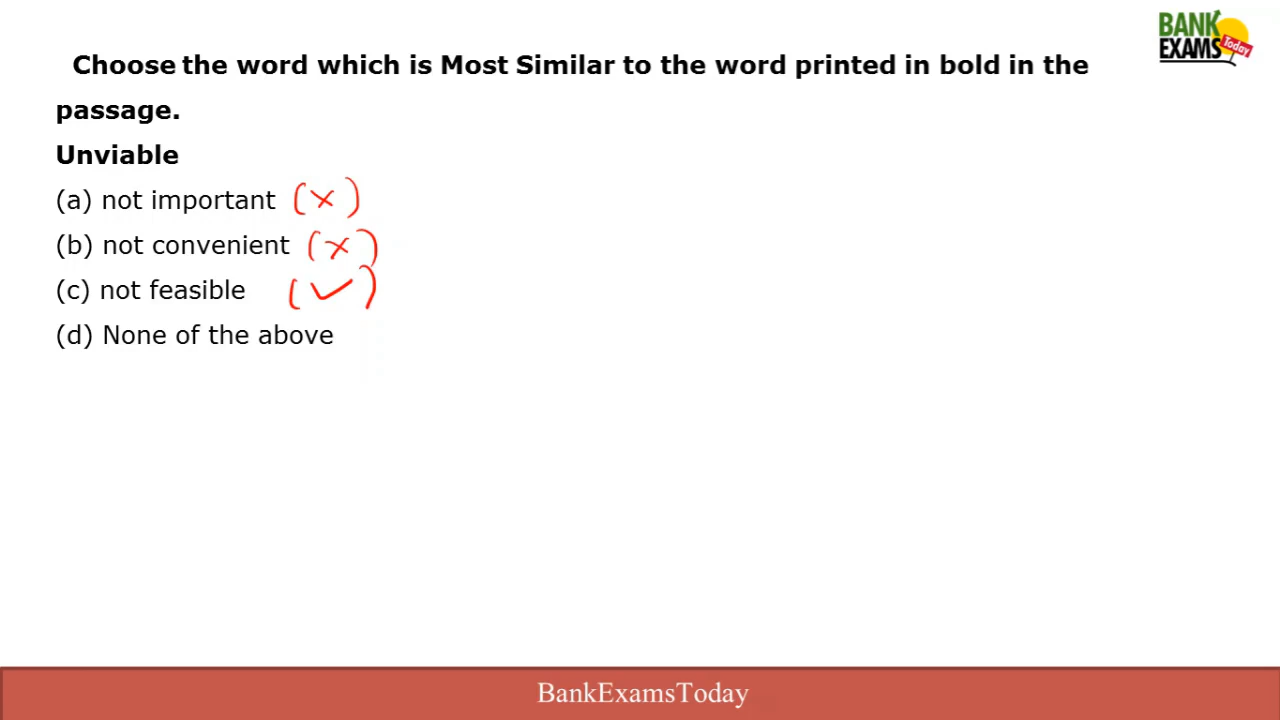 BANK
EXAMS Today
Choose the word which is Most Similar to the word printed in bold in the
passage.
Unviable
(a) not important (×)
(b) not convenient (×)
(c) not feasible (✓)
(d) None of the above
BankExamsToday